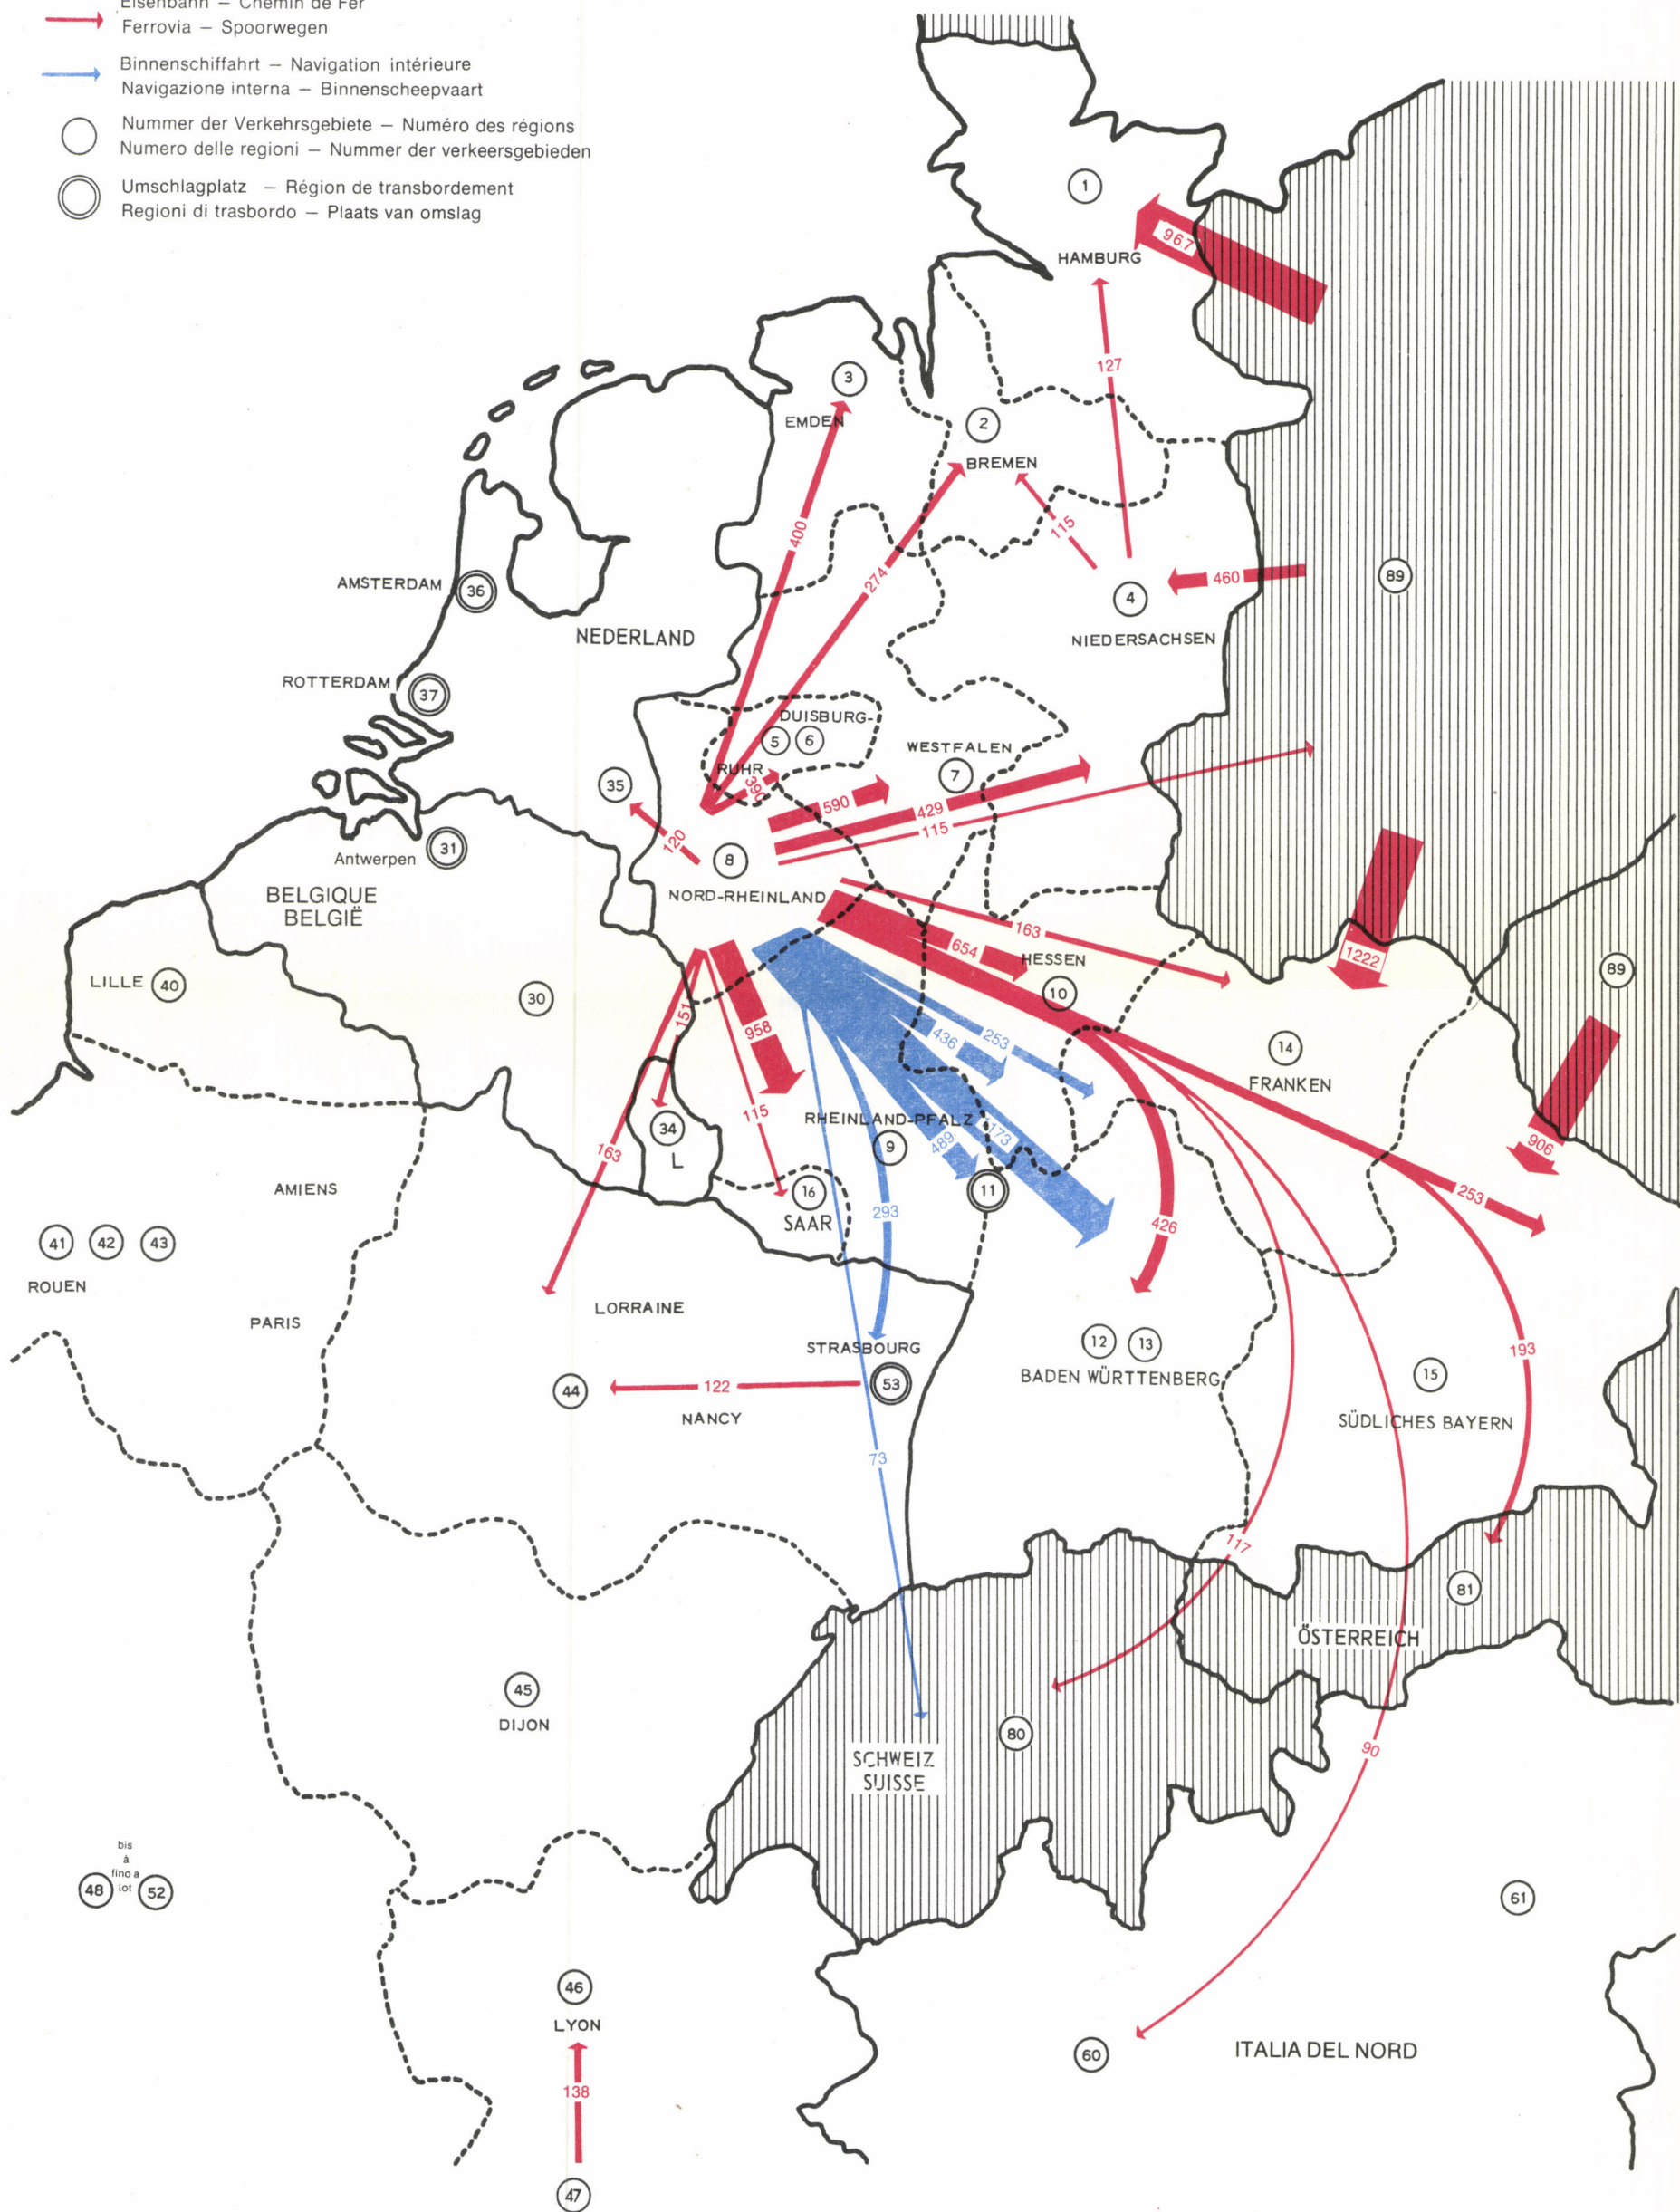 Eisenbahn – Chemin de Fer
Ferrovia – Spoorwegen
Binnenschiffahrt – Navigation intérieure
Navigazione interna – Binnenscheepvaart
Nummer der Verkehrsgebiete – Numéro des régions
Numero delle regioni – Nummer der verkeersgebieden
Umschlagplatz – Région de transbordement
Regioni di trasbordo – Plaats van omslag
1
967
HAMBURG
127
3
EMDEN
2
BREMEN
400
115
274
460
89
AMSTERDAM
36
4
NEDERLAND
NIEDERSACHSEN
ROTTERDAM
37
DUISBURG-
5
6
WESTFALEN
7
RUHR
390
35
590
429
115
120
Antwerpen
31
8
BELGIQUE
BELGIË
NORD-RHEINLAND
163
654
HESSEN
1222
LILLE
40
30
10
89
151
958
436
253
14
FRANKEN
115
RHEINLAND-PFALZ
34
L
9
489
173
906
163
AMIENS
16
SAAR
11
293
426
253
41
42
43
ROUEN
PARIS
LORRAINE
STRASBOURG
12
13
BADEN WÜRTTENBERG
193
15
44
122
53
NANCY
SÜDLICHES BAYERN
73
117
81
ÖSTERREICH
45
DIJON
80
90
SCHWEIZ
SUISSE
bis
à
fino a
48
tot
52
61
46
LYON
60
ITALIA DEL NORD
138
47